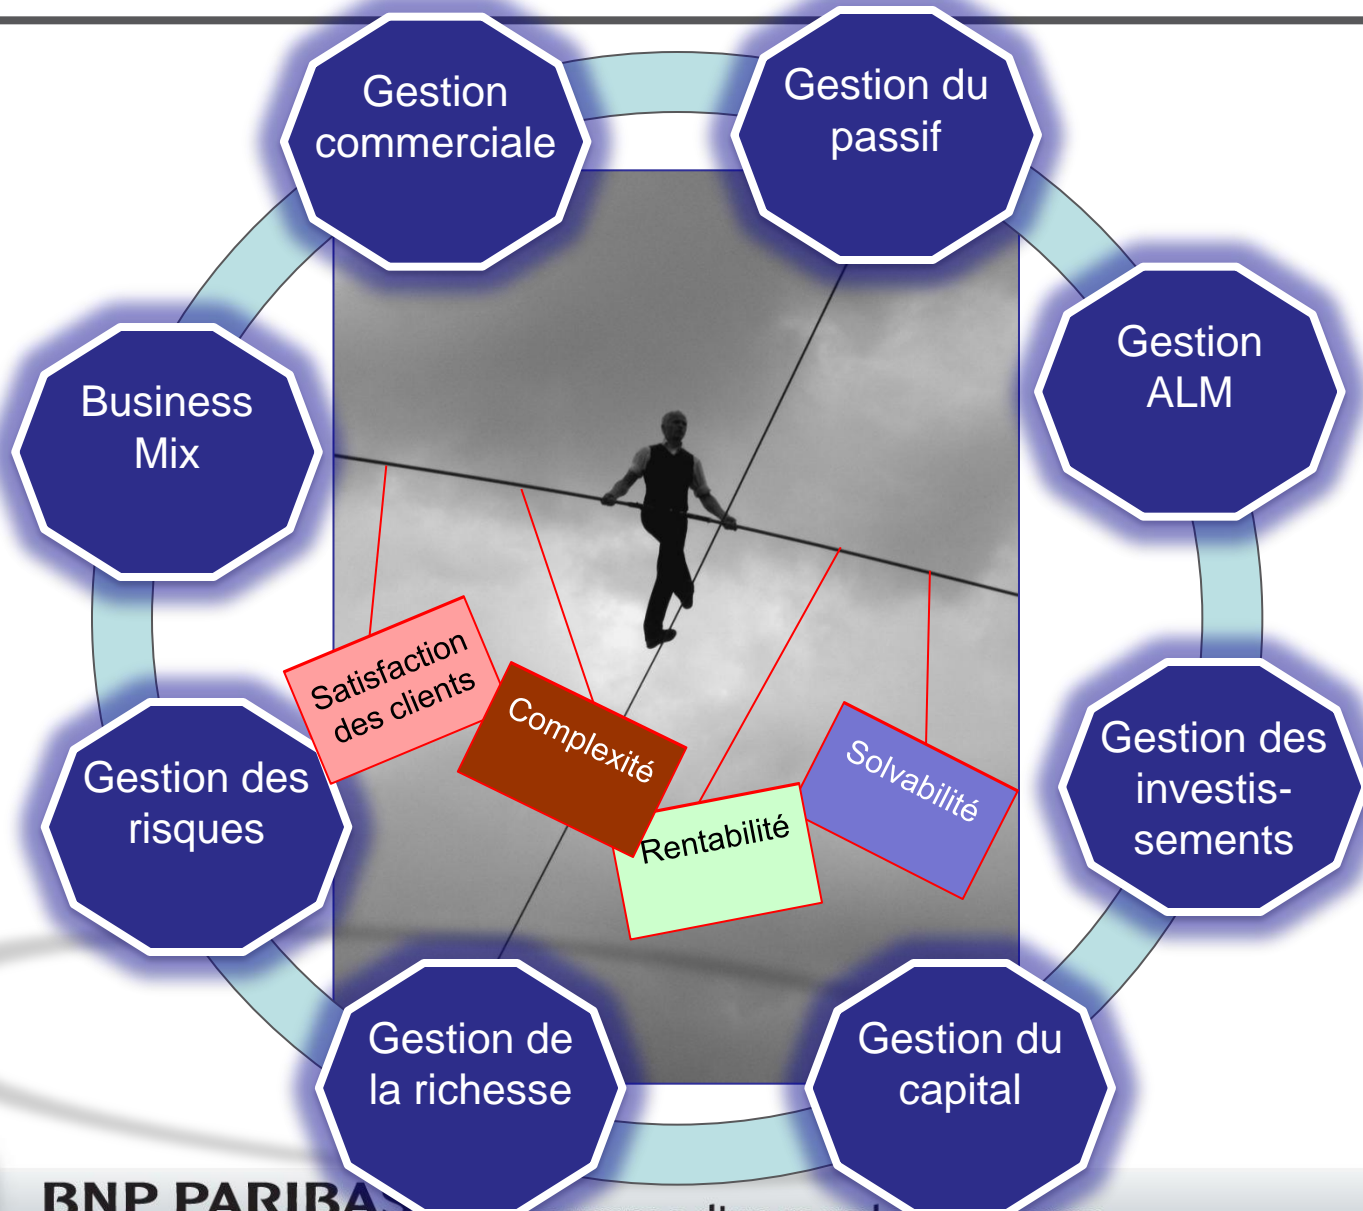 Gestion
commerciale
Gestion du
passif
Gestion
ALM
Business
Mix
Satisfaction
des clients
Complexité
Rentabilité
Solvabilité
Gestion des
investis-
sements
Gestion des
risques
Gestion de
la richesse
Gestion du
capital
BNP PARIBAS